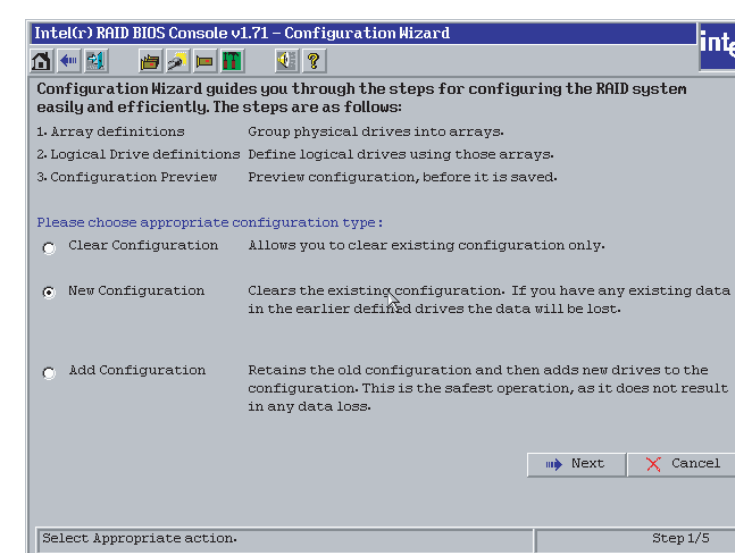 Intel(r) RAID BIOS Console v1.71 – Configuration Wizard
Configuration Wizard guides you through the steps for configuring the RAID system
easily and efficiently. The steps are as follows:
1. Array definitions Group physical drives into arrays.
2. Logical Drive definitions Define logical drives using those arrays.
3. Configuration Preview Preview configuration, before it is saved.
Please choose appropriate configuration type:
Clear Configuration Allows you to clear existing configuration only.
New Configuration Clears the existing configuration. If you have any existing data
in the earlier defined drives the data will be lost.
Add Configuration Retains the old configuration and then adds new drives to the
configuration. This is the safest operation, as it does not result
in any data loss.
Next Cancel
Select Appropriate action. Step 1/5